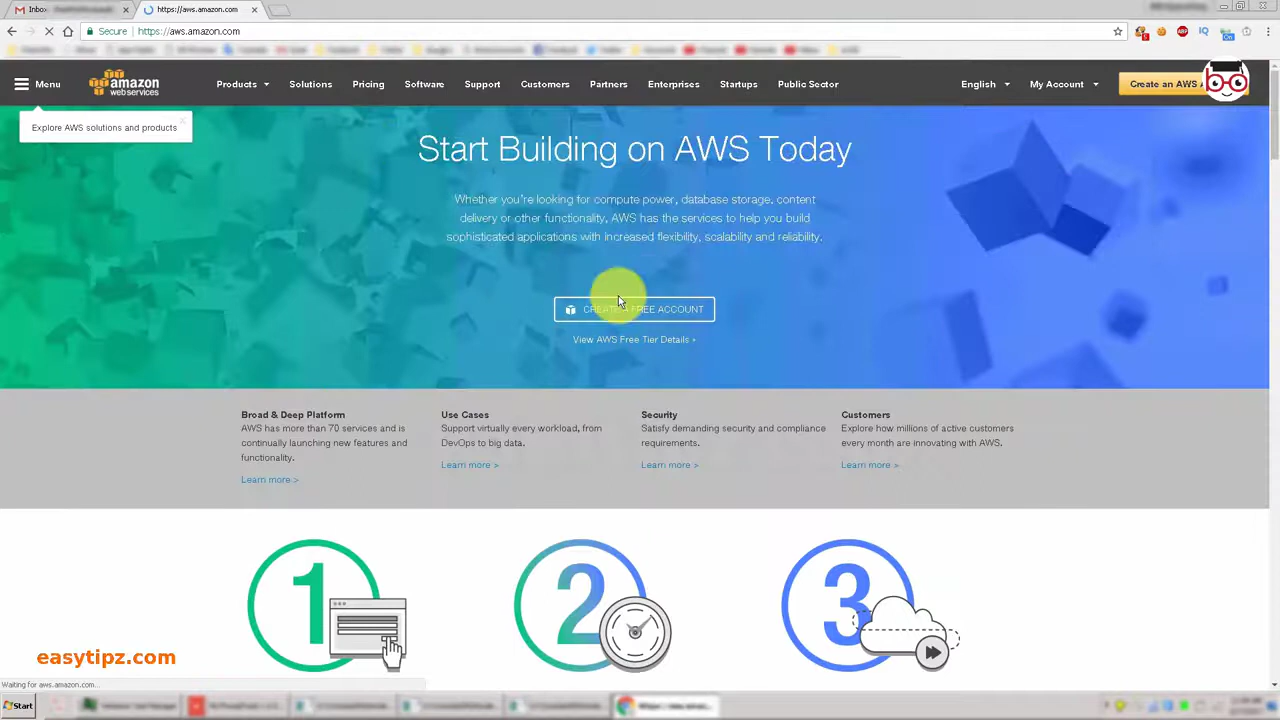 Inbox
https://aws.amazon.com
Secure
https://aws.amazon.com
Menu
amazon
web services
Products
Solutions
Pricing
Software
Support
Customers
Partners
Enterprises
Startups
Public Sector
English
My Account
Create an AWS
Explore AWS solutions and products
Start Building on AWS Today
Whether you're looking for compute power, database storage, content
delivery or other functionality, AWS has the services to help you build
sophisticated applications with increased flexibility, scalability and reliability.
CREATE A FREE ACCOUNT
View AWS Free Tier Details >
Broad & Deep Platform
AWS has more than 70 services and is
continually launching new features and
functionality.
Learn more >
Use Cases
Support virtually every workload, from
DevOps to big data.
Learn more >
Security
Satisfy demanding security and compliance
requirements.
Learn more >
Customers
Explore how millions of active customers
every month are innovating with AWS.
Learn more >
1
2
3
easytipz.com
Waiting for aws.amazon.com...
Start